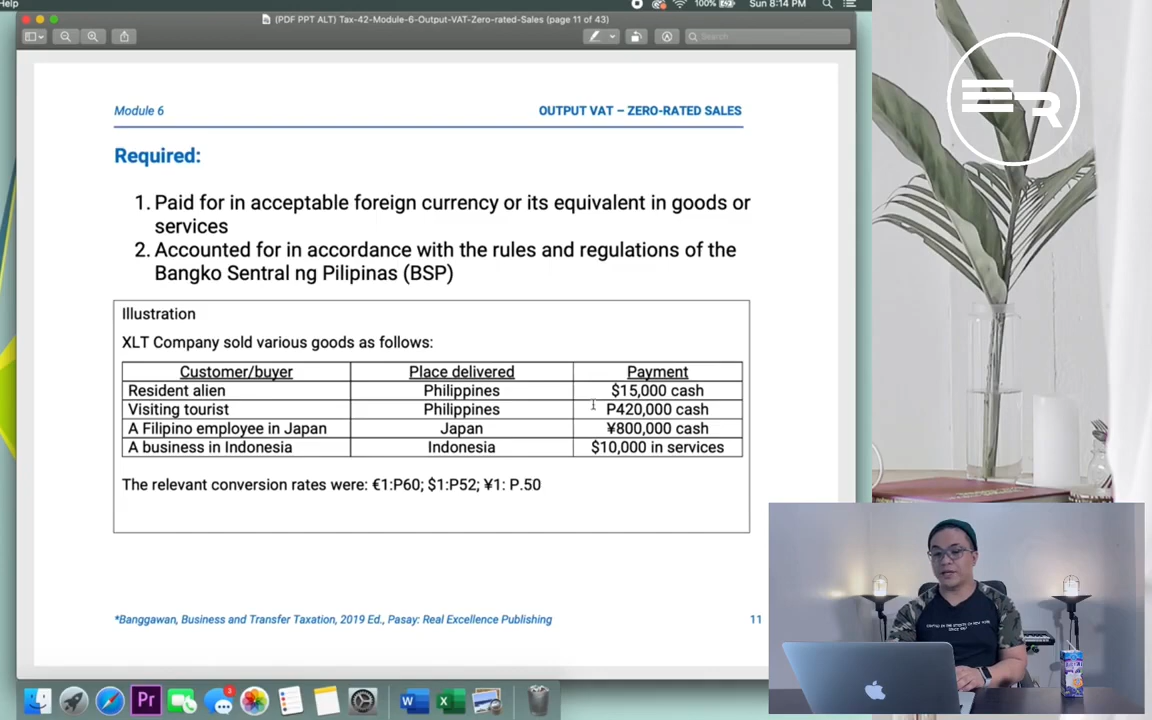 Help
100%
Sun 8:14 PM
(PDF PPT ALT) Tax-42-Module-6-Output-VAT-Zero-rated-Sales (page 11 of 43)
Search
ER
Module 6
OUTPUT VAT – ZERO-RATED SALES
Required:
1. Paid for in acceptable foreign currency or its equivalent in goods or
services
2. Accounted for in accordance with the rules and regulations of the
Bangko Sentral ng Pilipinas (BSP)
Illustration
XLT Company sold various goods as follows:
Customer/buyer Place delivered Payment
Resident alien Philippines $15,000 cash
Visiting tourist Philippines P420,000 cash
A Filipino employee in Japan Japan ¥800,000 cash
A business in Indonesia Indonesia $10,000 in services
The relevant conversion rates were: €1:P60; $1:P52; ¥1: P.50
*Banggawan, Business and Transfer Taxation, 2019 Ed., Pasay: Real Excellence Publishing
11
Pr
3
W
X